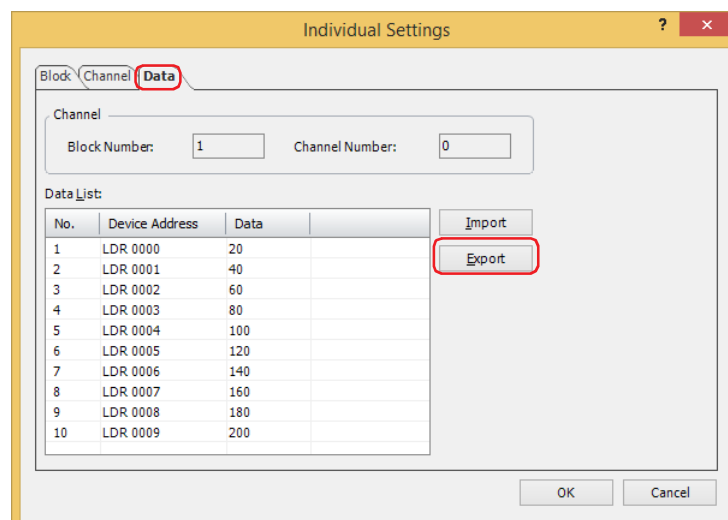 Individual Settings
?
×
Block Channel Data
Channel
Block Number: 1 Channel Number: 0
Data List:
No. Device Address Data
Import
1 LDR 0000 20
Export
2 LDR 0001 40
3 LDR 0002 60
4 LDR 0003 80
5 LDR 0004 100
6 LDR 0005 120
7 LDR 0006 140
8 LDR 0007 160
9 LDR 0008 180
10 LDR 0009 200
OK Cancel